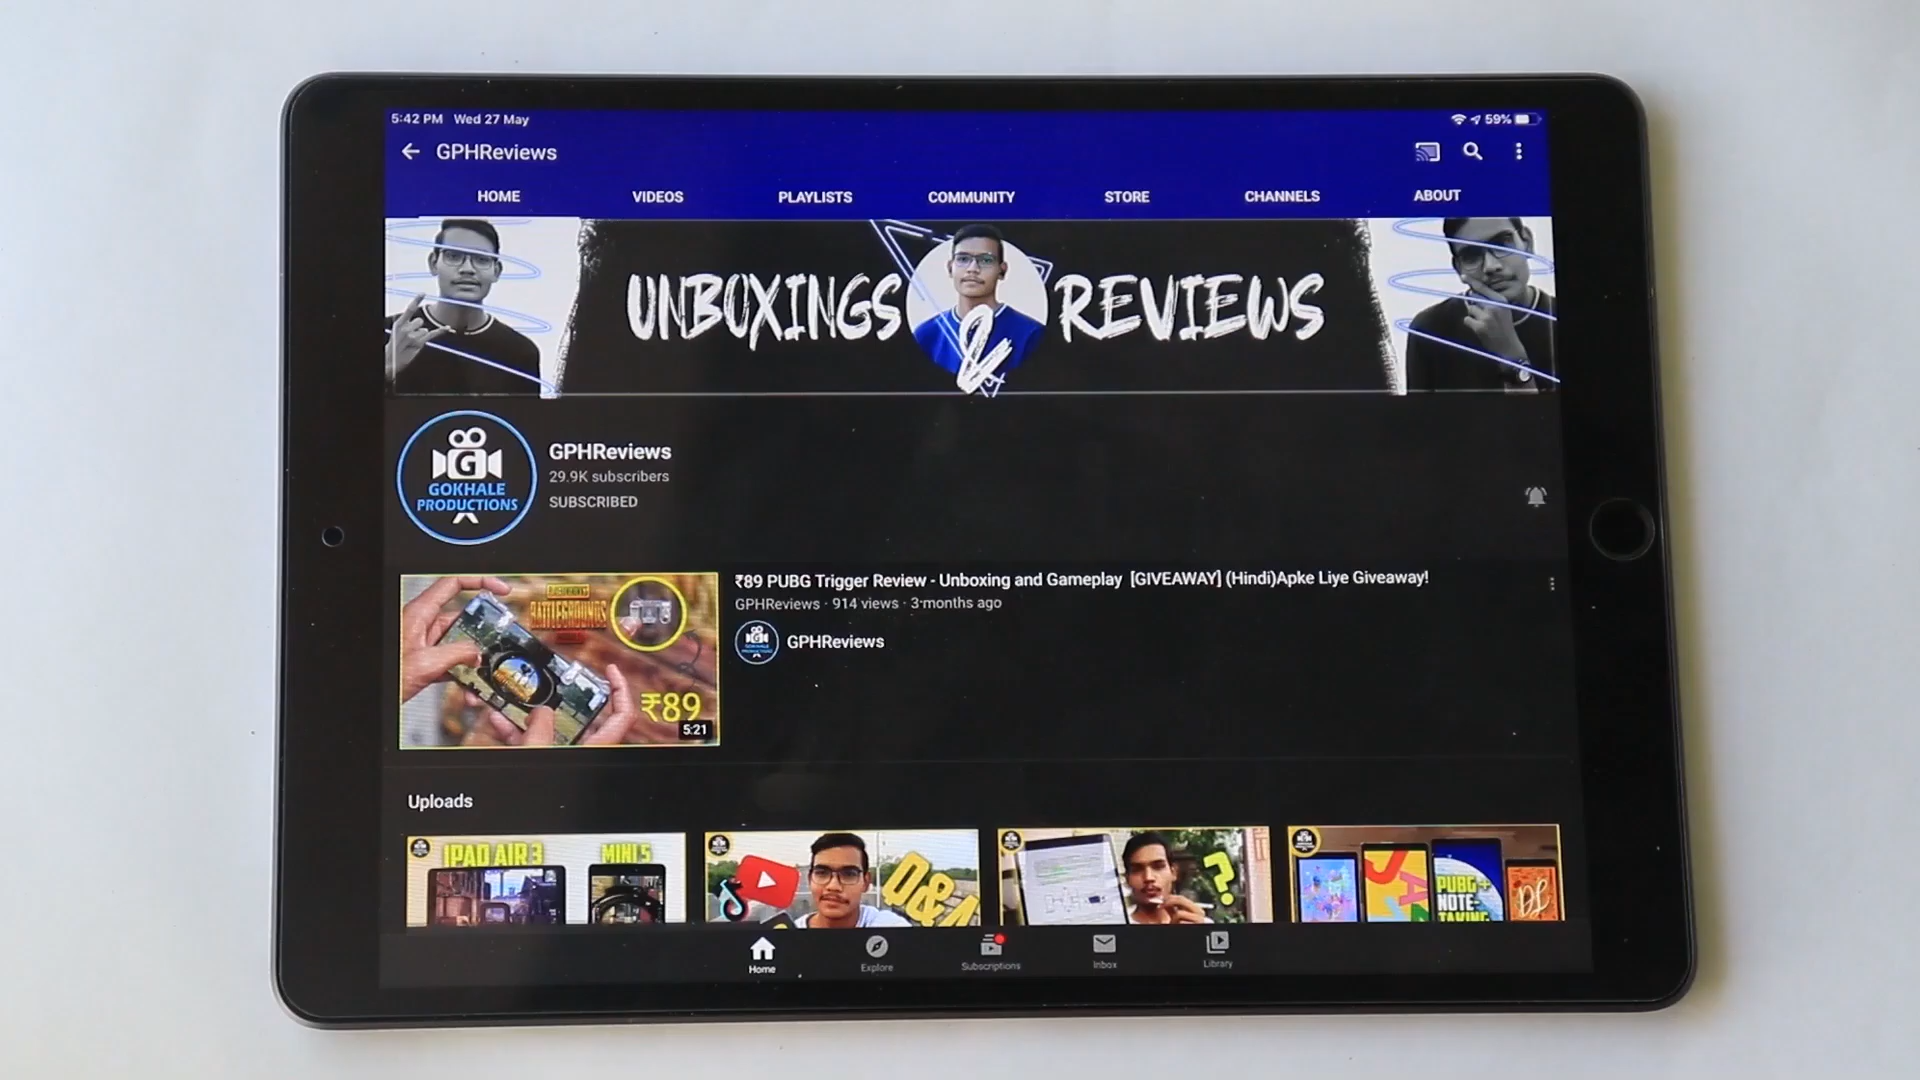 5:42 PM Wed 27 May
59%
GPHReviews
HOME VIDEOS PLAYLISTS COMMUNITY STORE CHANNELS ABOUT
UNBOXINGS & REVIEWS
G
GOKHALE
PRODUCTIONS
GPHReviews
29.9K subscribers
SUBSCRIBED
BATTLEGROUNDS
₹89
5:21
₹89 PUBG Trigger Review - Unboxing and Gameplay [GIVEAWAY] (Hindi)Apke Liye Giveaway!
GPHReviews · 914 views · 3 months ago
GPHReviews
Uploads
IPAD AIR 3 MINI 5
Q&A
?
PUBG +
NOTE-
TAKING
Home Explore Subscriptions Inbox Library